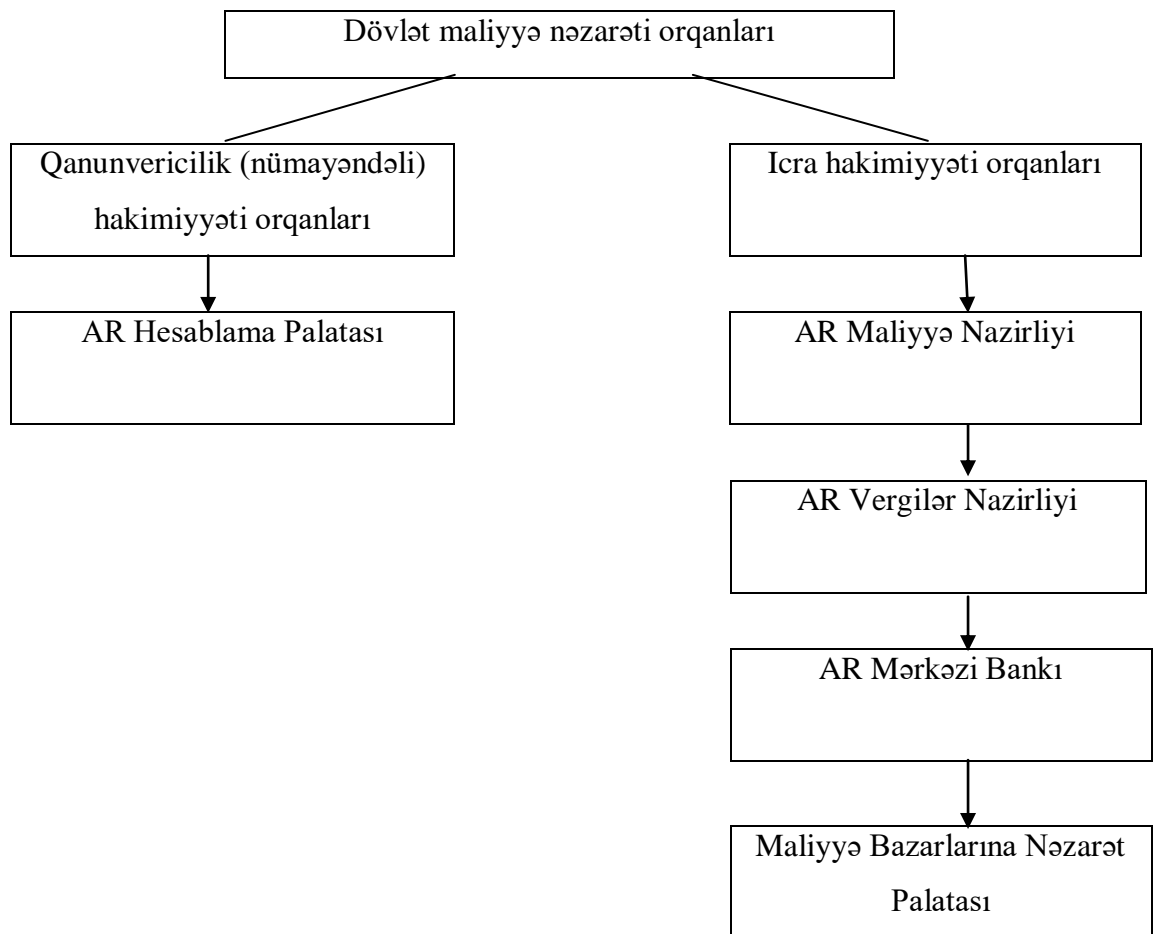 Dövlət maliyyə nəzarəti orqanları
Qanunvericilik (nümayəndəli)
hakimiyyəti orqanları
Icra hakimiyyəti orqanları
AR Hesablama Palatası
AR Maliyyə Nazirliyi
AR Vergilər Nazirliyi
AR Mərkəzi Bankı
Maliyyə Bazarlarına Nəzarət
Palatası